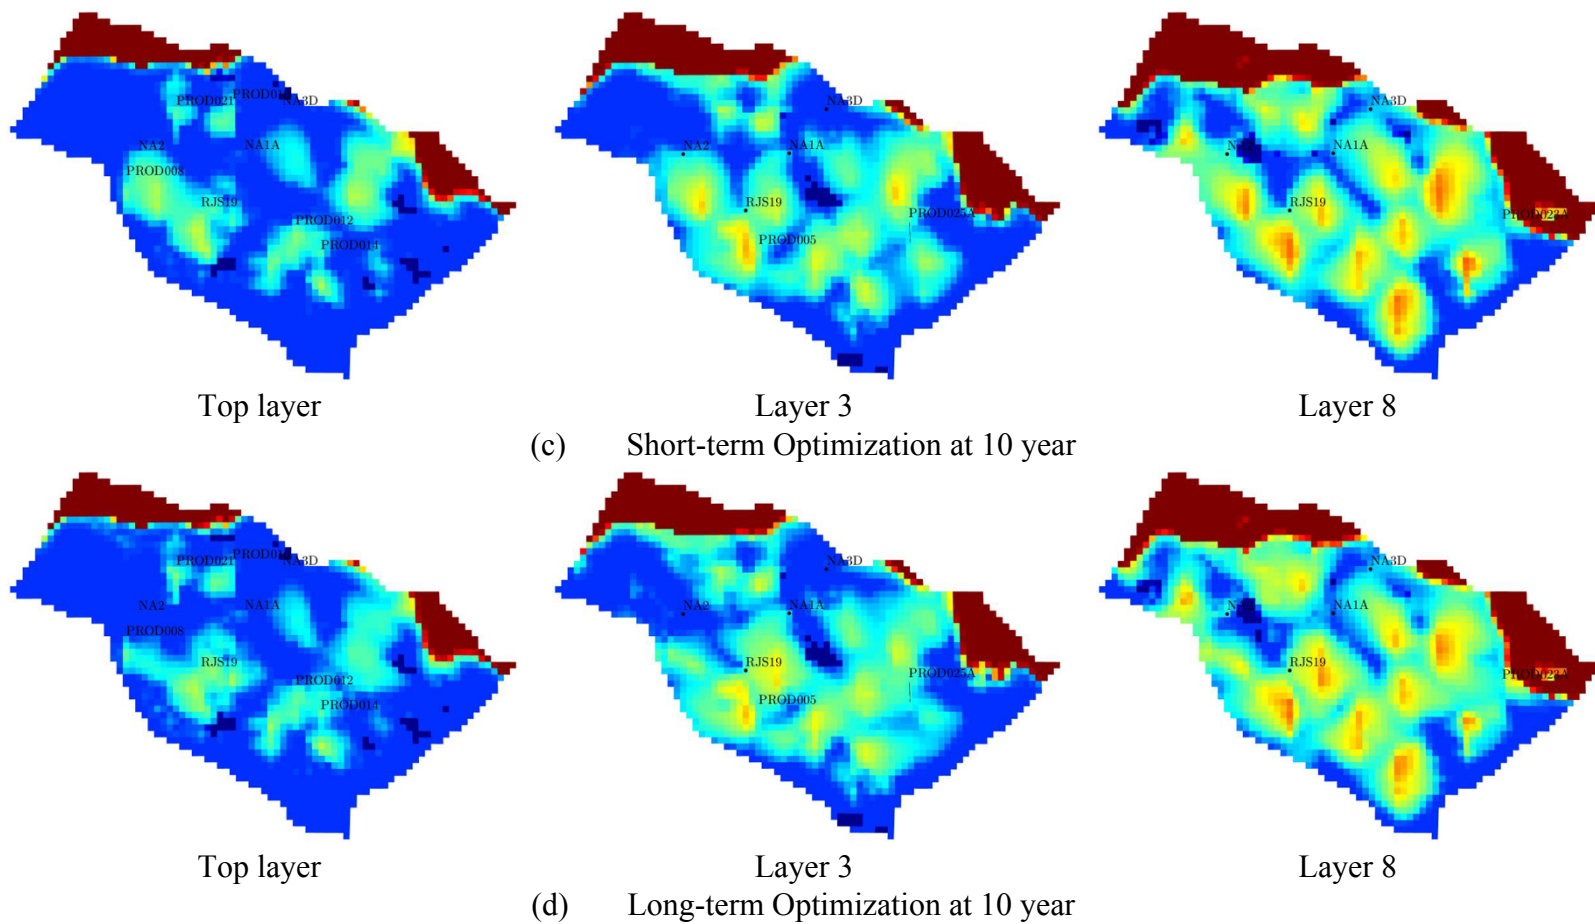 PROD021
NA3D
NA2
NA1A
PROD008
RJS19
PROD012
PROD014
NA3D
NA2
NA1A
RJS19
PROD025A
PROD005
NA3D
NA1A
RJS19
PROD023A
Top layer
Layer 3
Layer 8
(c) Short-term Optimization at 10 year
PROD021
NA3D
NA2
NA1A
PROD008
RJS19
PROD012
PROD014
NA3D
NA2
NA1A
RJS19
PROD025A
PROD005
NA3D
NA1A
RJS19
PROD023A
Top layer
Layer 3
Layer 8
(d) Long-term Optimization at 10 year